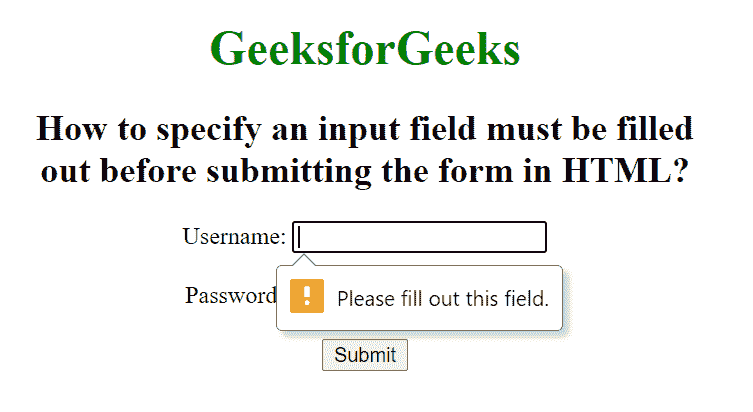 GeeksforGeeks
How to specify an input field must be filled
out before submitting the form in HTML?
Username:
Password
Please fill out this field.
Submit